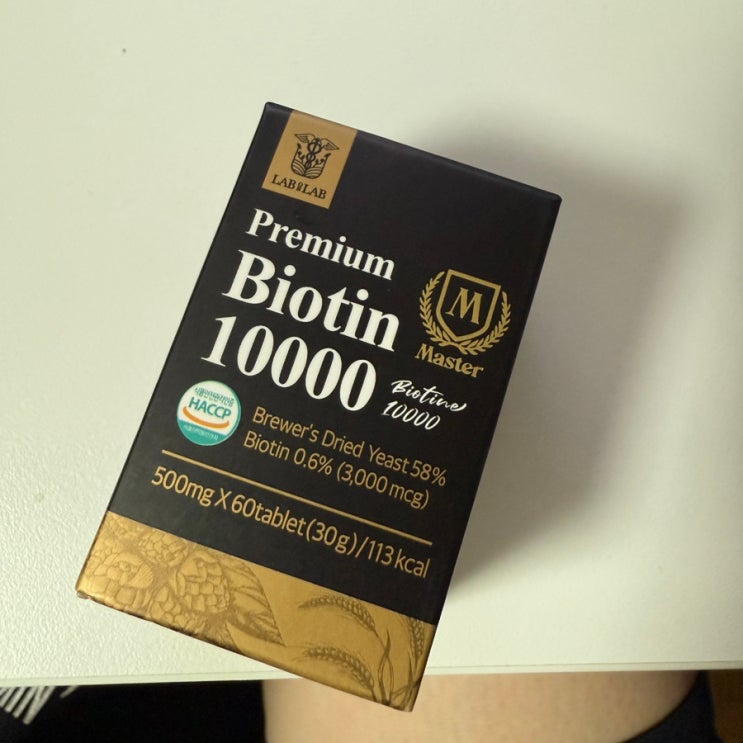 LAB LAB
Premium
Biotin
10000
M
Master
Biotine
10000
HACCP
Brewer's Dried Yeast 58%
Biotin 0.6% (3,000 mcg)
500mg X 60tablet(30g)/113 kcal